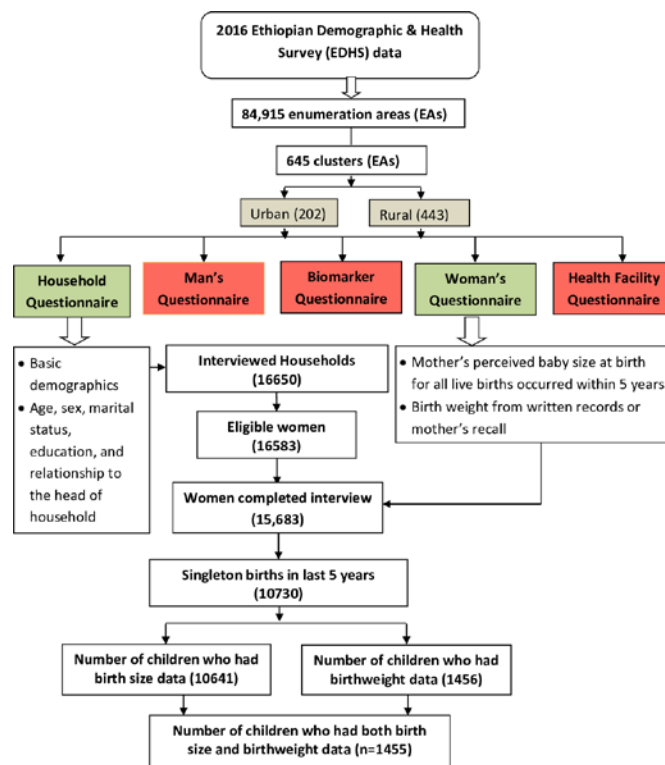 2016 Ethiopian Demographic & Health
Survey (EDHS) data
84,915 enumeration areas (EAs)
645 clusters (EAs)
Urban (202)
Rural (443)
Household
Questionnaire
Man's
Questionnaire
Biomarker
Questionnaire
Woman's
Questionnaire
Health Facility
Questionnaire
• Basic
demographics
• Age, sex, marital
status,
education, and
relationship to
the head of
household
Interviewed Households
(16650)
• Mother's perceived baby size at birth
for all live births occurred within 5 years
• Birth weight from written records or
mother's recall
Eligible women
(16583)
Women completed interview
(15,683)
Singleton births in last 5 years
(10730)
Number of children who had
birth size data (10641)
Number of children who had
birthweight data (1456)
Number of children who had both birth
size and birthweight data (n=1455)